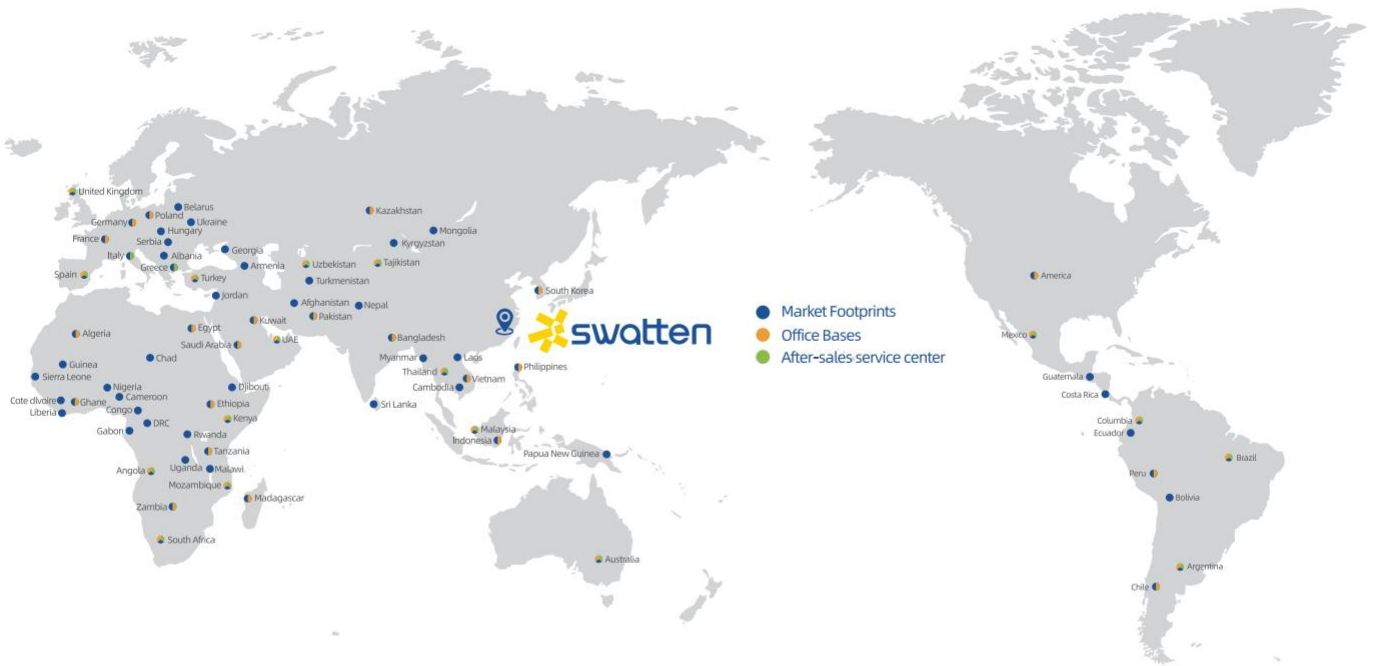 United Kingdom
Belarus
Poland
Germany
Ukraine
Hungary
France
Serbia
Georgia
Italy
Albania
Greece
Armenia
Spain
Turkey
Jordan
Kazakhstan
Mongolia
Kyrgyzstan
Uzbekistan
Tajikistan
Turkmenistan
Afghanistan
Nepal
Pakistan
South Korea
swatten
Bangladesh
Myanmar
Laos
Thailand
Philippines
Vietnam
Cambodia
Sri Lanka
Malaysia
Indonesia
Papua New Guinea
Australia
Algeria
Egypt
Kuwait
Saudi Arabia
UAE
Chad
Guinea
Sierra Leone
Nigeria
Djibouti
Cameroon
Cote dIvoire
Ghane
Ethiopia
Liberia
Congo
Kenya
DRC
Gabon
Rwanda
Tanzania
Uganda
Malawi
Angola
Mozambique
Madagascar
Zambia
South Africa
Market Footprints
Office Bases
After-sales service center
America
Mexico
Guatemala
Costa Rica
Columbia
Ecuador
Brazil
Peru
Bolivia
Argentina
Chile